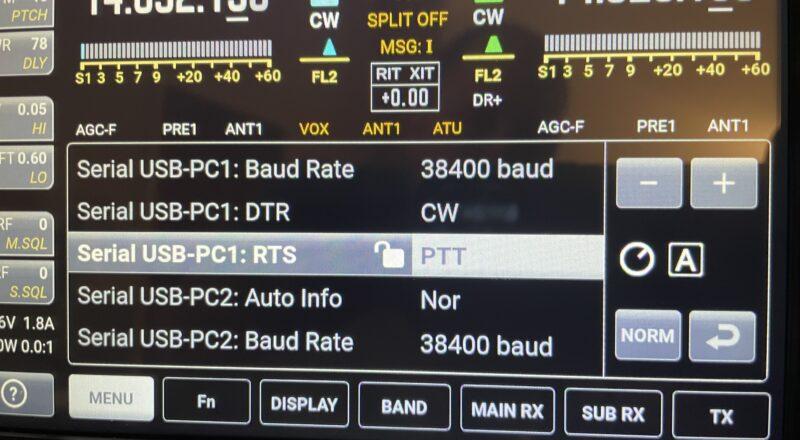 PTCH
CW
SPLIT OFF
CW
78
DLY
MSG: I
S1 3 5 7 9 +20 +40 +60
FL2
RIT XIT
+0.00
FL2
DR+
S1 3 5 7 9 +20 +40 +60
0.05
HI
AGC-F PRE1 ANT1 VOX ANT1 ATU AGC-F PRE1 ANT1
0.60
LO
Serial USB-PC1: Baud Rate 38400 baud
− +
Serial USB-PC1: DTR CW
0
M.SQL
Serial USB-PC1: RTS PTT
A
0
S.SQL
Serial USB-PC2: Auto Info Nor
6V 1.8A
0W 0.0:1
Serial USB-PC2: Baud Rate 38400 baud
NORM
?
MENU Fn DISPLAY BAND MAIN RX SUB RX TX